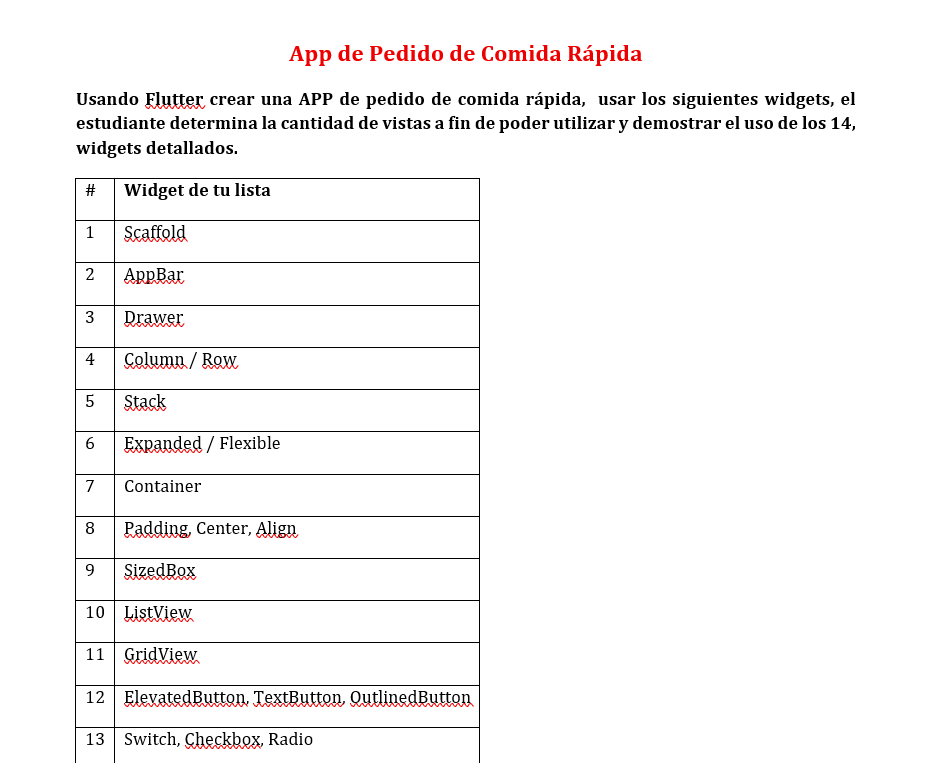 App de Pedido de Comida Rápida
Usando Flutter crear una APP de pedido de comida rápida, usar los siguientes widgets, el
estudiante determina la cantidad de vistas a fin de poder utilizar y demostrar el uso de los 14,
widgets detallados.
# Widget de tu lista
1 Scaffold
2 AppBar
3 Drawer
4 Column / Row
5 Stack
6 Expanded / Flexible
7 Container
8 Padding, Center, Align
9 SizedBox
10 ListView
11 GridView
12 ElevatedButton, TextButton, OutlinedButton
13 Switch, Checkbox, Radio